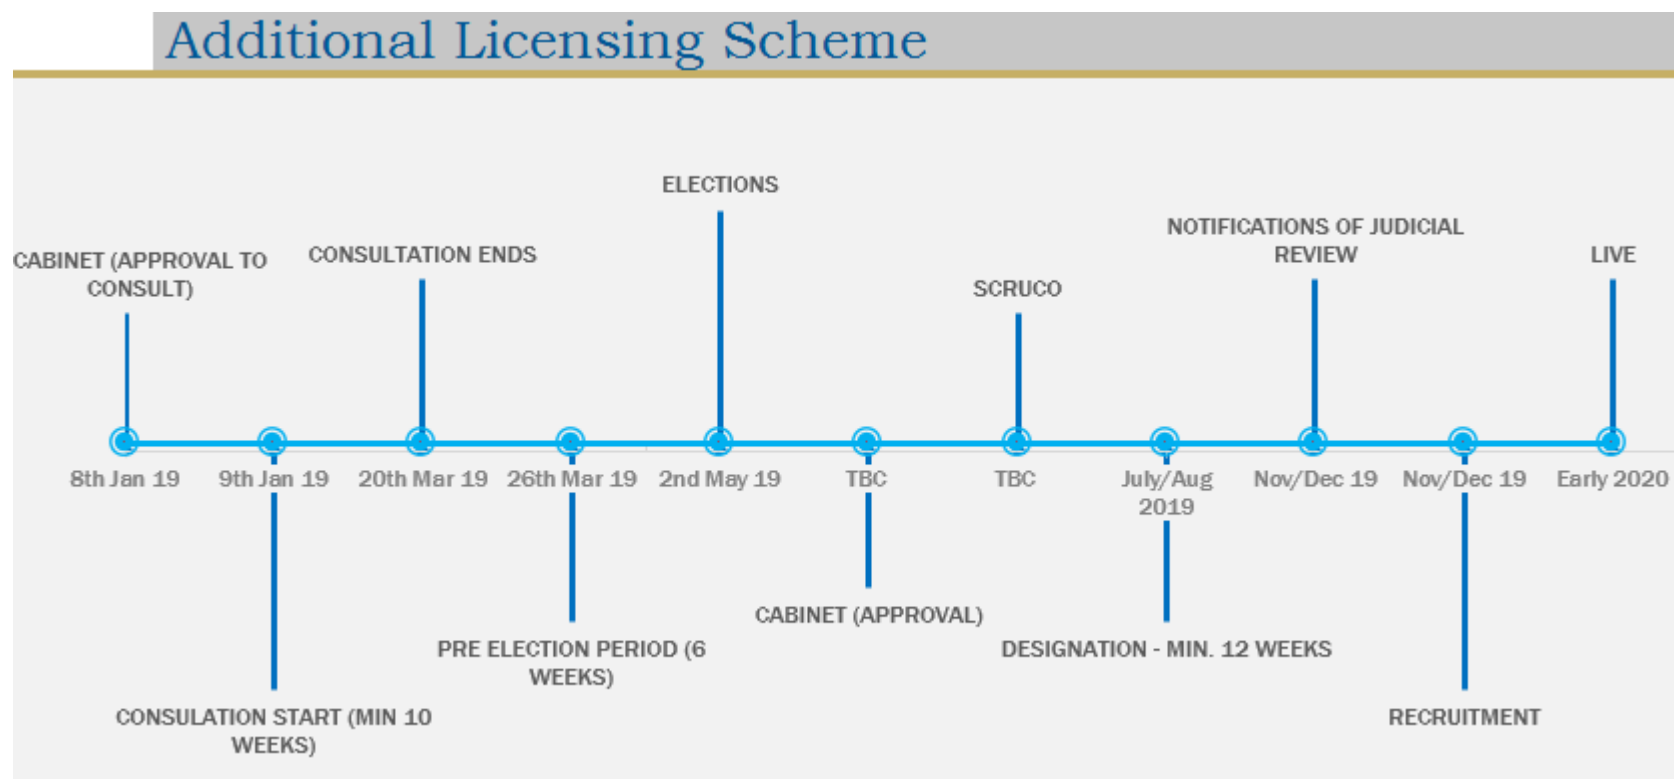 Additional Licensing Scheme
ELECTIONS
NOTIFICATIONS OF JUDICIAL
REVIEW
CABINET (APPROVAL TO
CONSULT)
CONSULTATION ENDS
SCRUCO
LIVE
8th Jan 19
9th Jan 19
20th Mar 19
26th Mar 19
2nd May 19
TBC
TBC
July/Aug
2019
Nov/Dec 19
Nov/Dec 19
Early 2020
CABINET (APPROVAL)
PRE ELECTION PERIOD (6
WEEKS)
DESIGNATION - MIN. 12 WEEKS
CONSULATION START (MIN 10
WEEKS)
RECRUITMENT